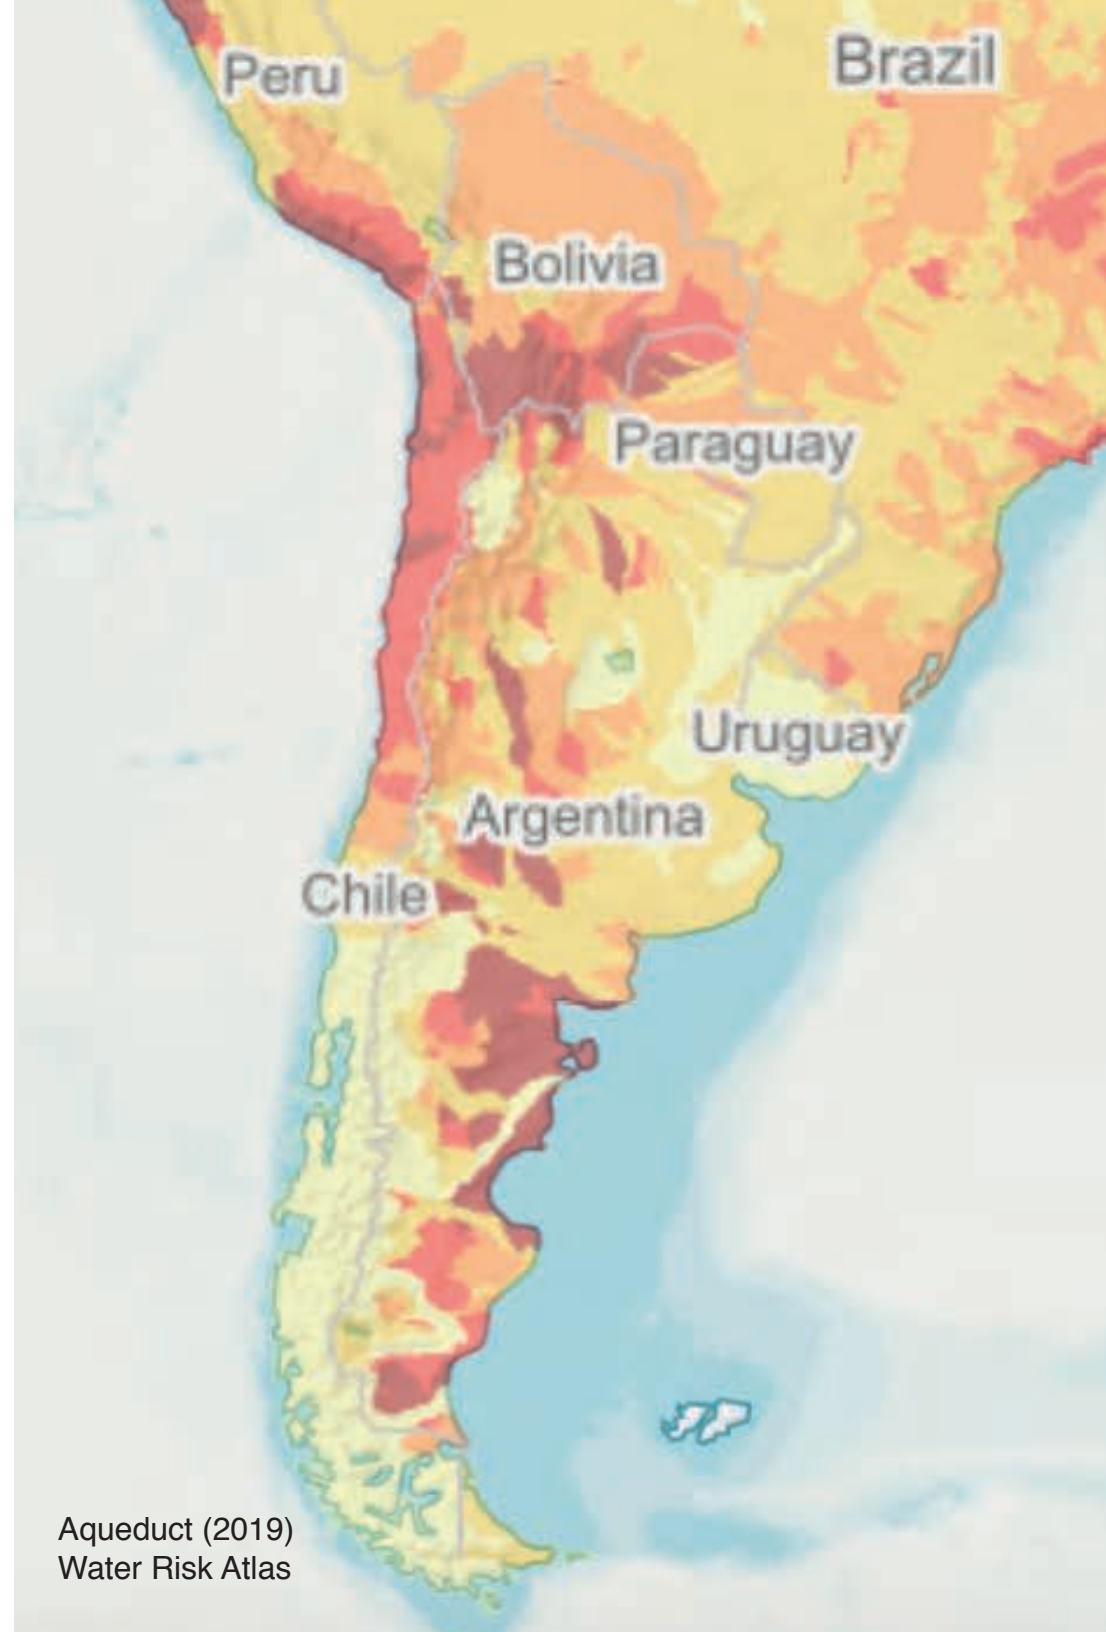 Peru
Brazil
Bolivia
Paraguay
Uruguay
Argentina
Chile
Aqueduct (2019)
Water Risk Atlas